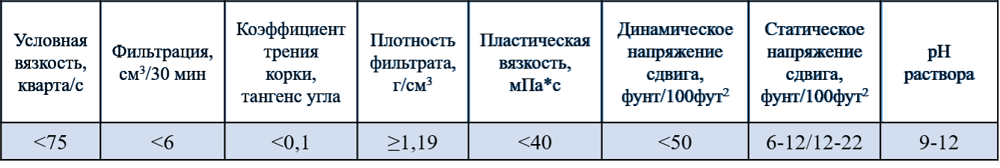 Условная
вязкость,
кварта/с
Фильтрация,
см³/30 мин
Коэффициент
трения
корки,
тангенс угла
Плотность
фильтрата,
г/см³
Пластическая
вязкость,
мПа*с
Динамическое
напряжение
сдвига,
фунт/100фут²
Статическое
напряжение
сдвига,
фунт/100фут²
pH
раствора
<75
<6
<0,1
≥1,19
<40
<50
6-12/12-22
9-12